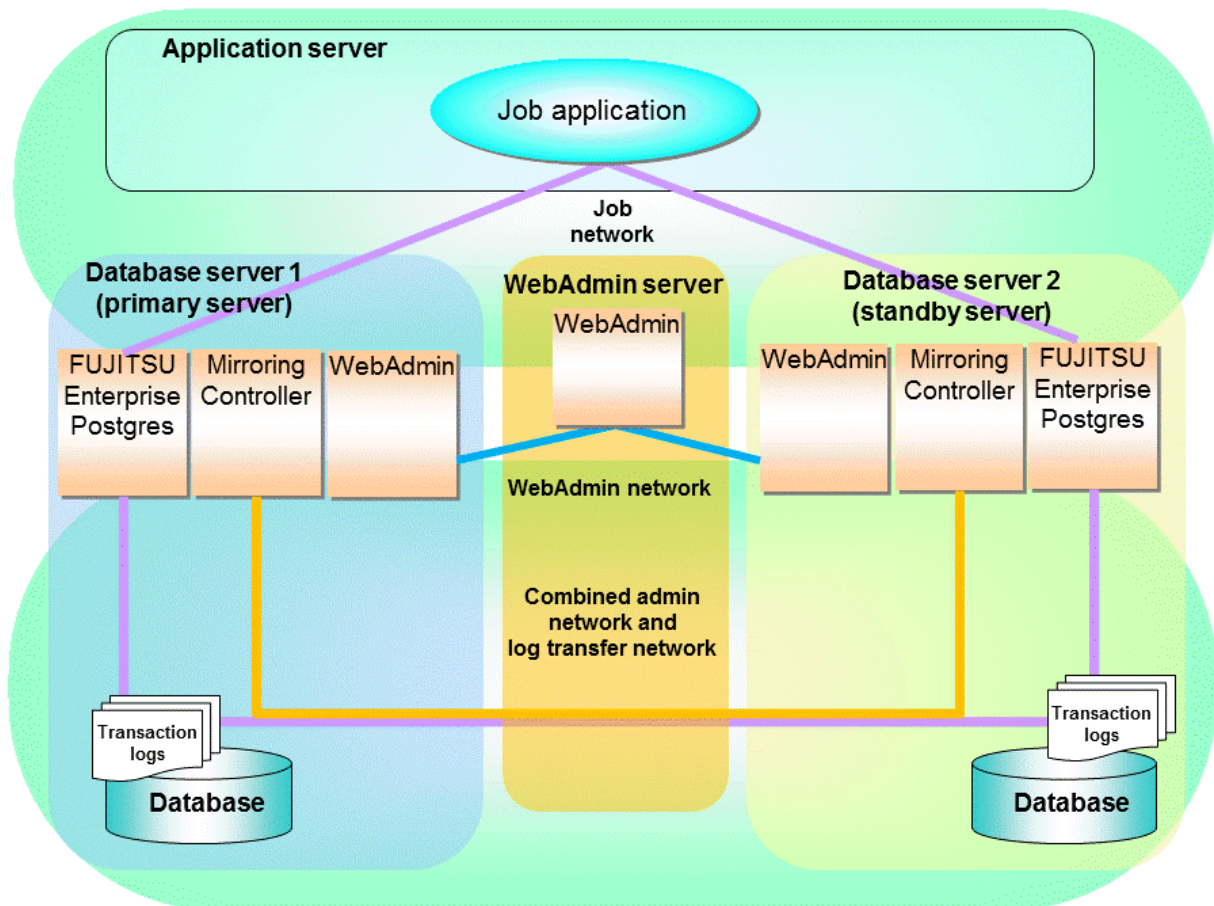 Application server
Job application
Job
network
Database server 1
(primary server)
WebAdmin server
Database server 2
(standby server)
FUJITSU
Enterprise
Postgres
Mirroring
Controller
WebAdmin
WebAdmin
WebAdmin
Mirroring
Controller
FUJITSU
Enterprise
Postgres
WebAdmin network
Combined admin
network and
log transfer network
Transaction
logs
Database
Transaction
logs
Database